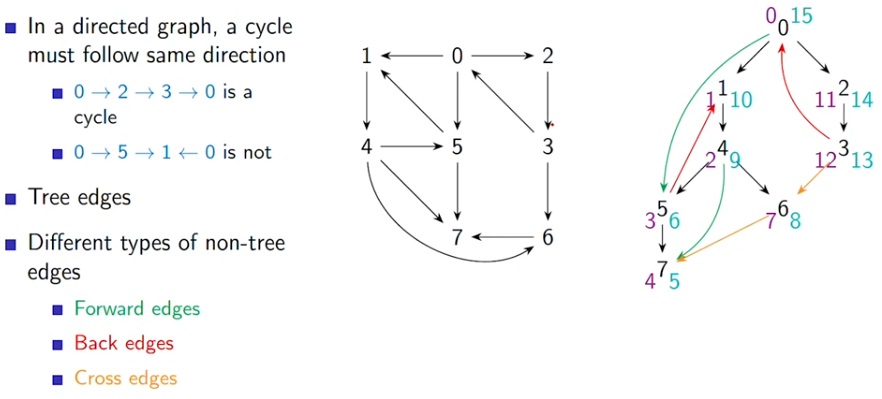 In a directed graph, a cycle
must follow same direction
0 → 2 → 3 → 0 is a
cycle
0 → 5 → 1 ← 0 is not
Tree edges
Different types of non-tree
edges
Forward edges
Back edges
Cross edges
1 0 2
4 5 3
7 6
0 0 15
1 1 10
11 2 14
2 4 9
12 3 13
3 5 6
7 6 8
4 7 5